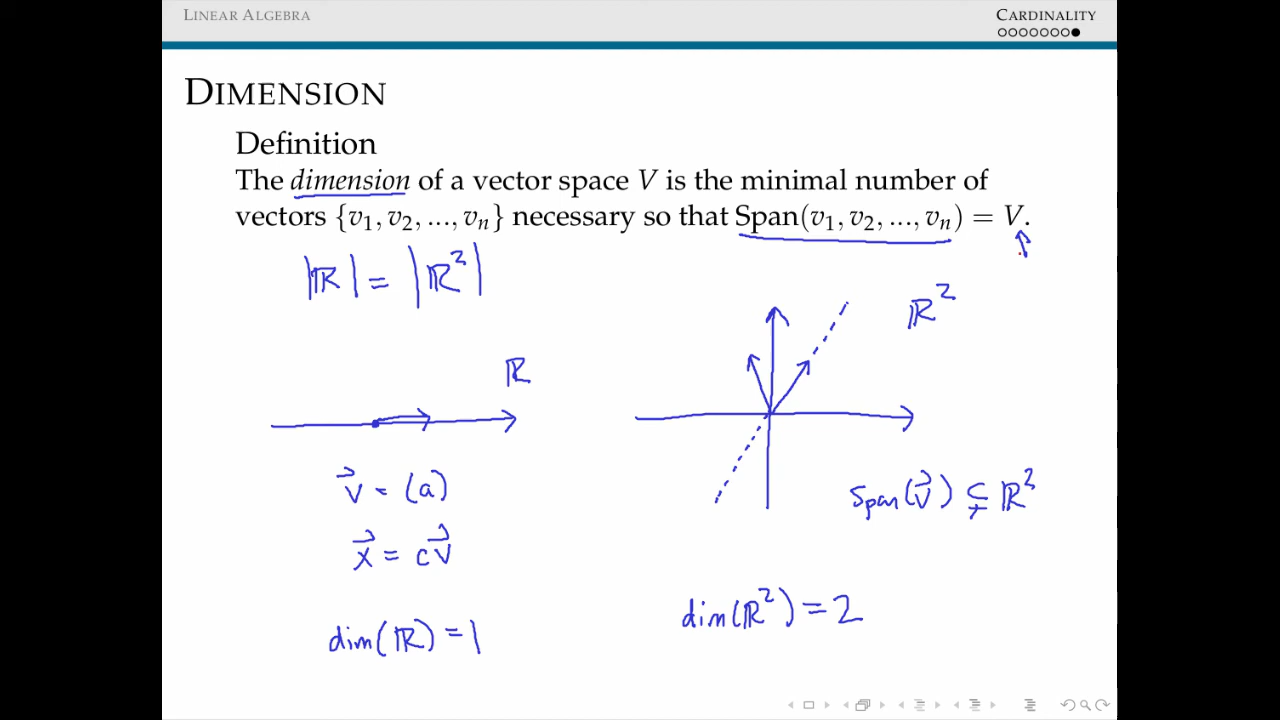 LINEAR ALGEBRA
CARDINALITY
DIMENSION
Definition
The dimension of a vector space V is the minimal number of
vectors {v₁, v₂, ..., vₙ} necessary so that Span(v₁, v₂, ..., vₙ) = V.
|ℝ| = |ℝ²|
ℝ²
ℝ
v⃗ = (a)
Span(v⃗) ⊊ ℝ²
x⃗ = cv⃗
dim(ℝ²) = 2
dim(ℝ) = 1